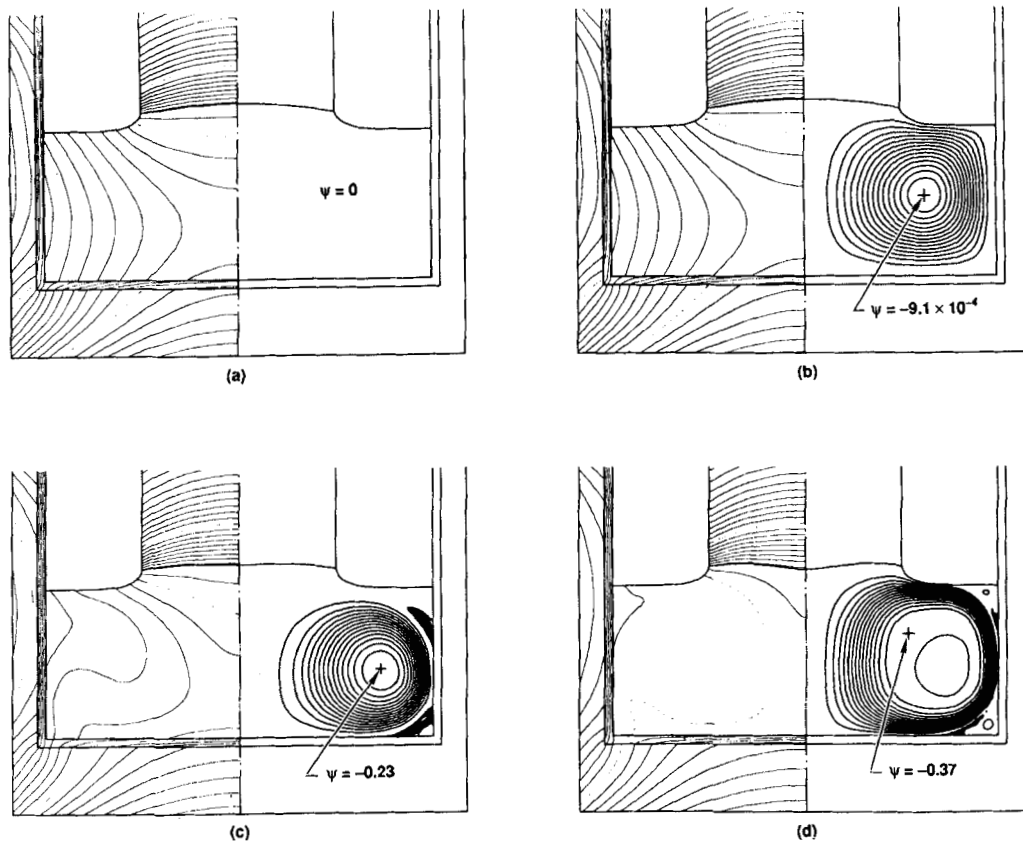 ψ = 0
(a)
ψ = −9.1 × 10⁻⁴
(b)
ψ = −0.23
(c)
ψ = −0.37
(d)